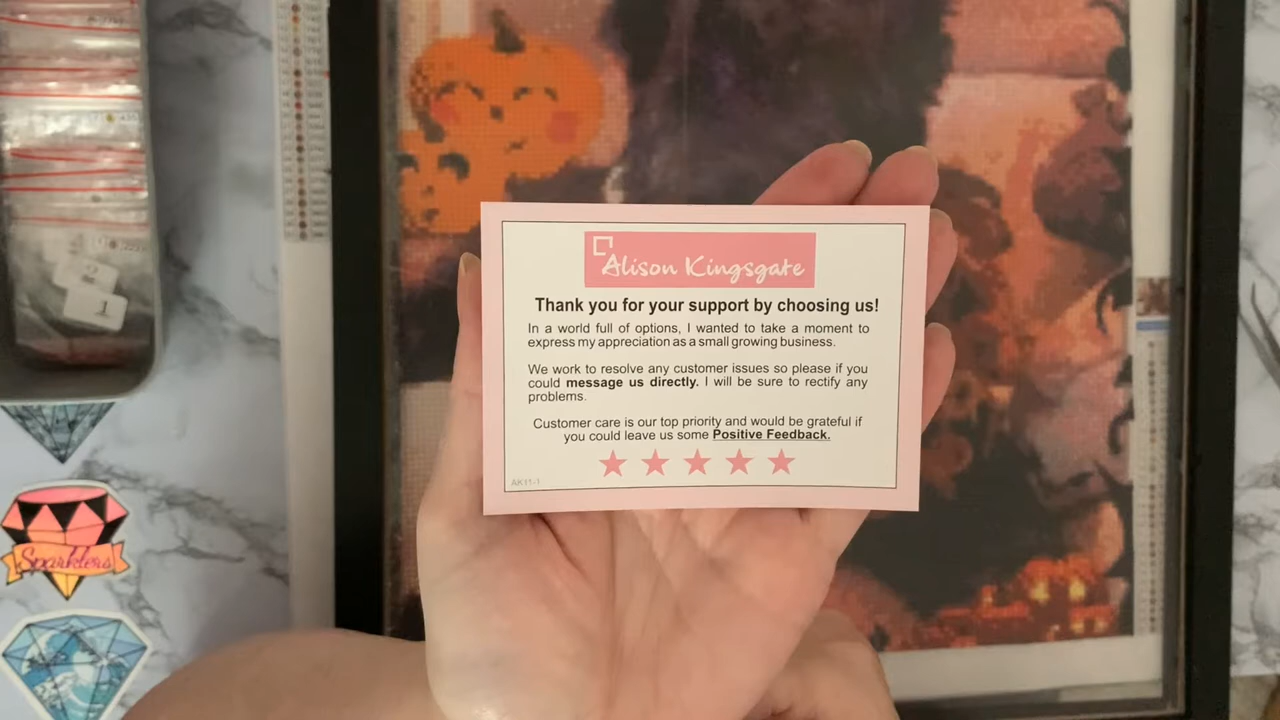 Alison Kingsgate
Thank you for your support by choosing us!
In a world full of options, I wanted to take a moment to
express my appreciation as a small growing business.
We work to resolve any customer issues so please if you
could message us directly. I will be sure to rectify any
problems.
Customer care is our top priority and would be grateful if
you could leave us some Positive Feedback.
AK11-1
2
1
Sparklers